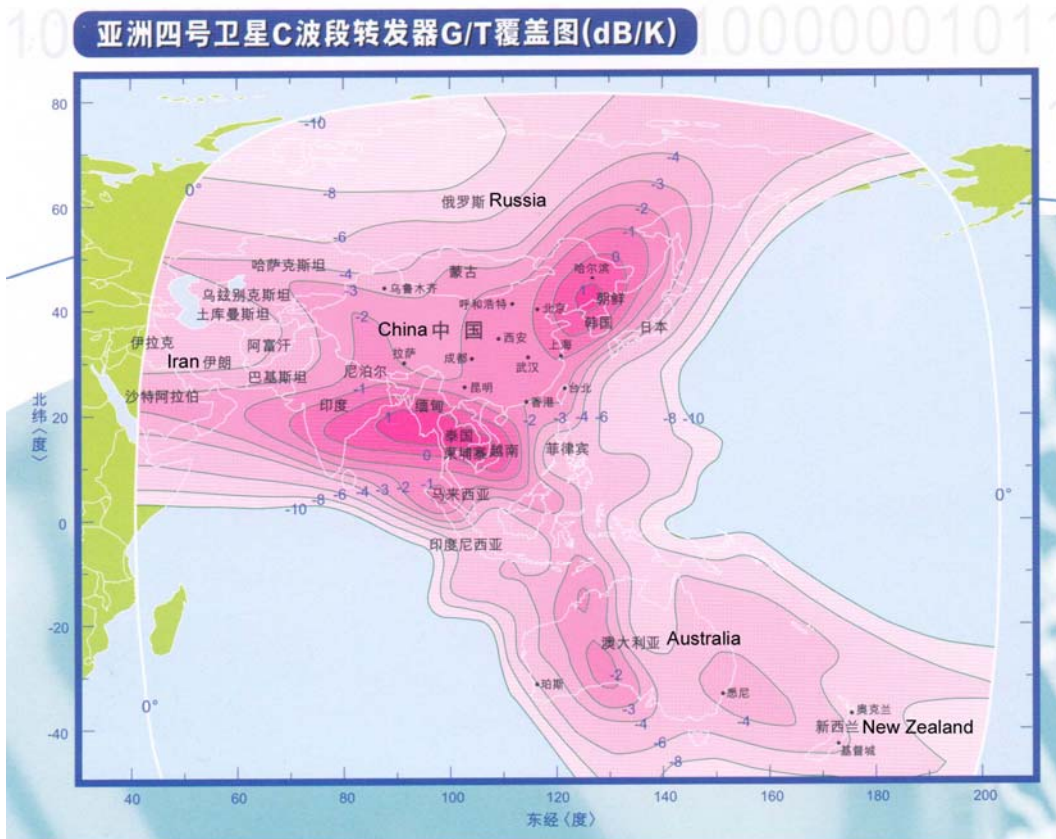 亚洲四号卫星C波段转发器G/T覆盖图(dB/K)
1000000101
80
-10
-4
0°
-8
俄罗斯 Russia
-3
60
-2
-6
-1
哈萨克斯坦
-4
蒙古
0
哈尔滨
-3
乌鲁木齐
1
朝鲜
40
乌兹别克斯坦
呼和浩特
北京
土库曼斯坦
-2
China 中 国
韩国
日本
伊拉克
阿富汗
西安
上海
Iran 伊朗
拉萨
成都
武汉
巴基斯坦
尼泊尔
沙特阿拉伯
-1
昆明
台北
印度
缅甸
香港
-2
-3
-4
-6
-8
-10
20
1
泰国
北纬〈度〉
0
柬埔寨
越南
菲律宾
-10
-8
-6
-4
-3
-2
-1
马来西亚
0°
0
印度尼西亚
-20
澳大利亚 Australia
-2
珀斯
悉尼
0°
-3
-4
奥克兰
-4
新西兰 New Zealand
-40
-6
基督城
-8
40
60
80
100
120
140
160
180
200
东经〈度〉